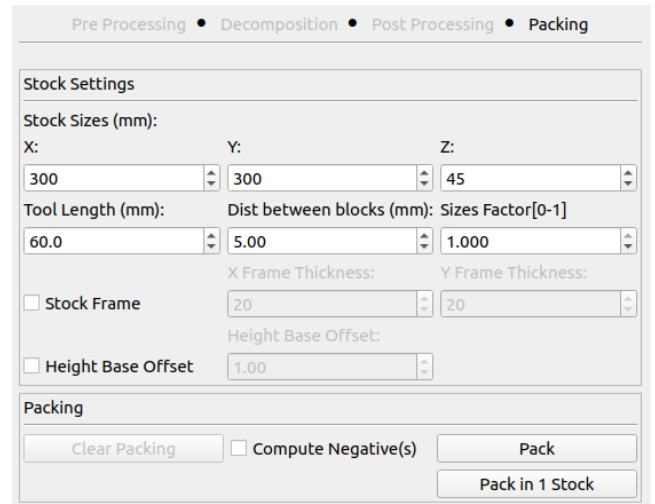 Pre Processing ● Decomposition ● Post Processing ● Packing
Stock Settings
Stock Sizes (mm):
X: Y: Z:
300 300 45
Tool Length (mm): Dist between blocks (mm): Sizes Factor[0-1]
60.0 5.00 1.000
X Frame Thickness: Y Frame Thickness:
Stock Frame 20 20
Height Base Offset:
Height Base Offset 1.00
Packing
Clear Packing Compute Negative(s) Pack
Pack in 1 Stock